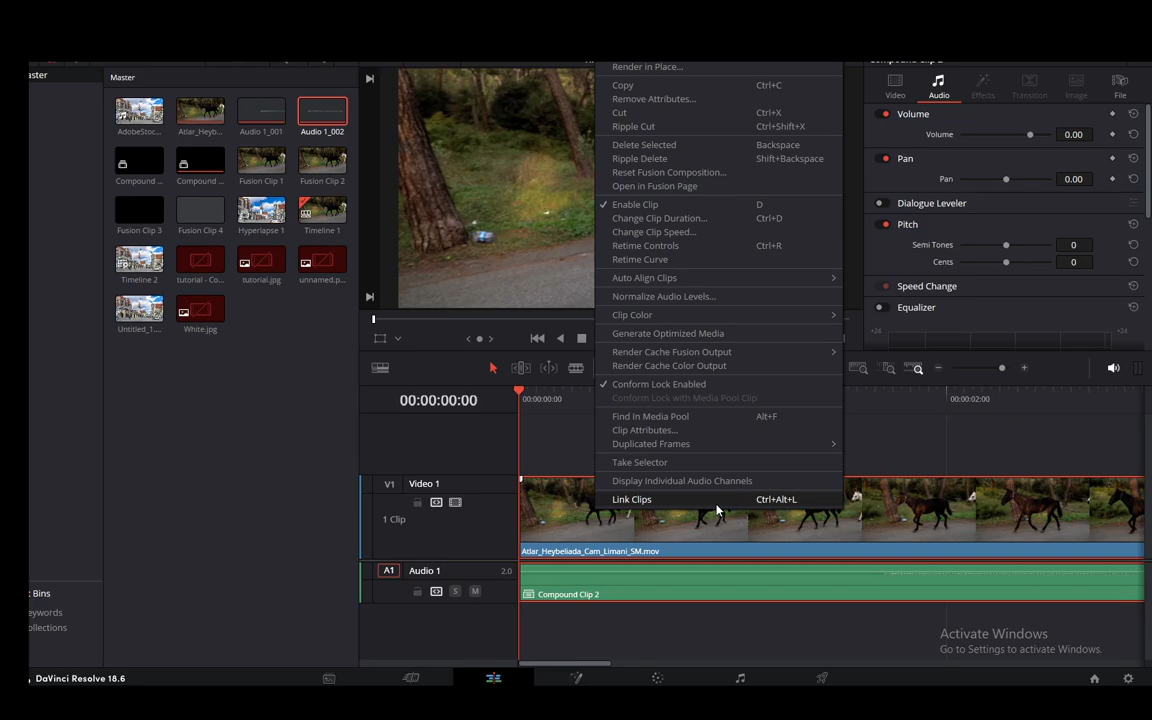 aster
Master
AdobeStoc...
Atlar_Heyb...
Audio 1_001
Audio 1_002
Compound ...
Compound ...
Fusion Clip 1
Fusion Clip 2
Fusion Clip 3
Fusion Clip 4
Hyperlapse 1
Timeline 1
Timeline 2
tutorial - Co...
tutorial.jpg
unnamed.p...
Untitled_1....
White.jpg
t Bins
eywords
ollections
Render in Place...
Copy Ctrl+C
Remove Attributes...
Cut Ctrl+X
Ripple Cut Ctrl+Shift+X
Delete Selected Backspace
Ripple Delete Shift+Backspace
Reset Fusion Composition...
Open in Fusion Page
Enable Clip D
Change Clip Duration... Ctrl+D
Change Clip Speed...
Retime Controls Ctrl+R
Retime Curve
Auto Align Clips
Normalize Audio Levels...
Clip Color
Generate Optimized Media
Render Cache Fusion Output
Render Cache Color Output
Conform Lock Enabled
Conform Lock with Media Pool Clip
Find In Media Pool Alt+F
Clip Attributes...
Duplicated Frames
Take Selector
Display Individual Audio Channels
Link Clips Ctrl+Alt+L
Video Audio Effects Transition Image File
Volume
Volume 0.00
Pan
Pan 0.00
Dialogue Leveler
Pitch
Semi Tones 0
Cents 0
Speed Change
Equalizer
+24 +24
00:00:00:00
00:00:00:00 00:00:02:00
V1 Video 1
1 Clip
Atlar_Heybeliada_Cam_Limani_SM.mov
A1 Audio 1 2.0
S M
Compound Clip 2
Activate Windows
Go to Settings to activate Windows.
DaVinci Resolve 18.6